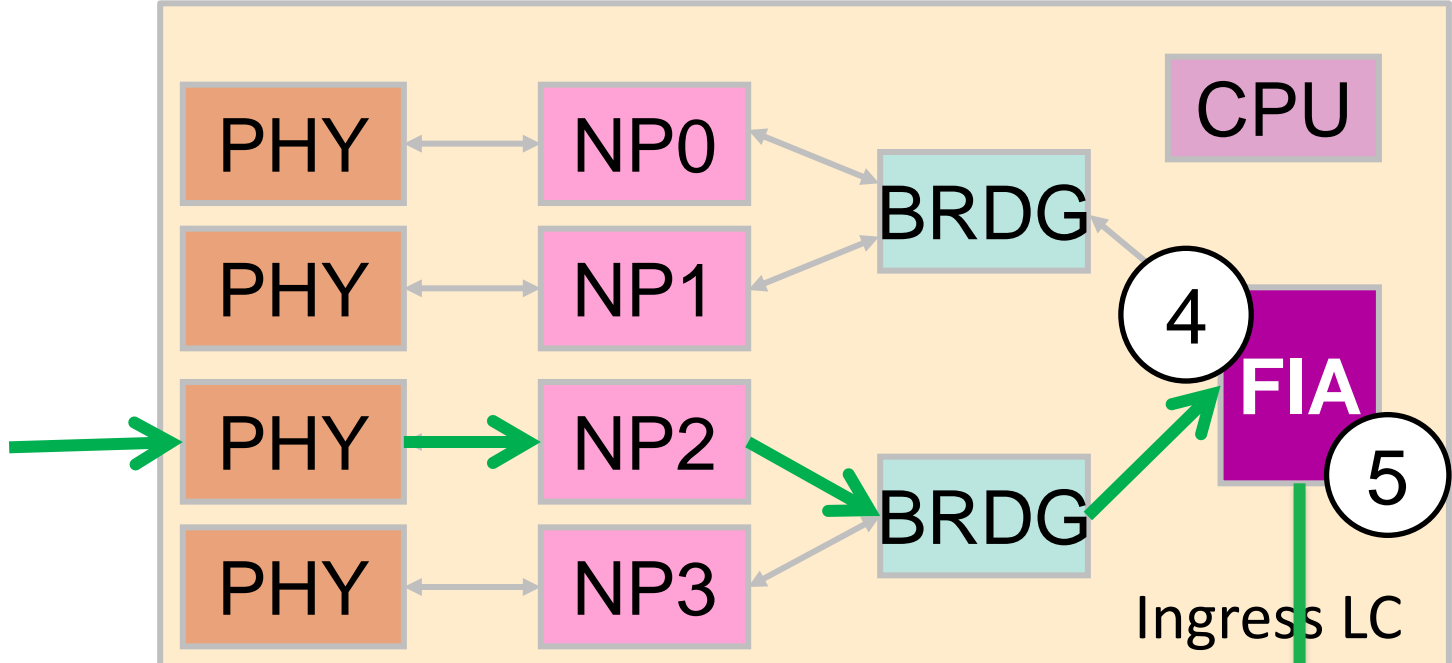 CPU
PHY NP0
BRDG
PHY NP1
4
FIA
PHY NP2
5
BRDG
PHY NP3
Ingress LC